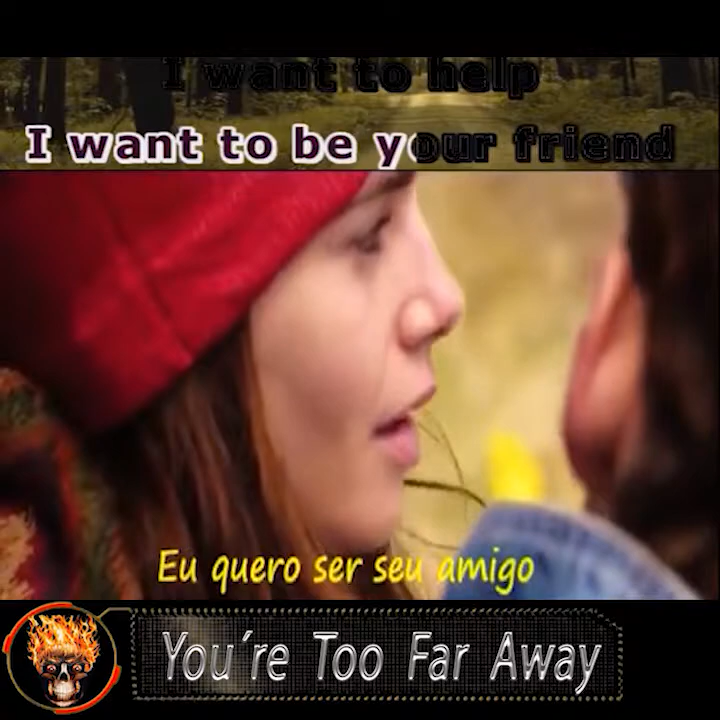 I want to help
I want to be your friend
Eu quero ser seu amigo
You´re Too Far Away